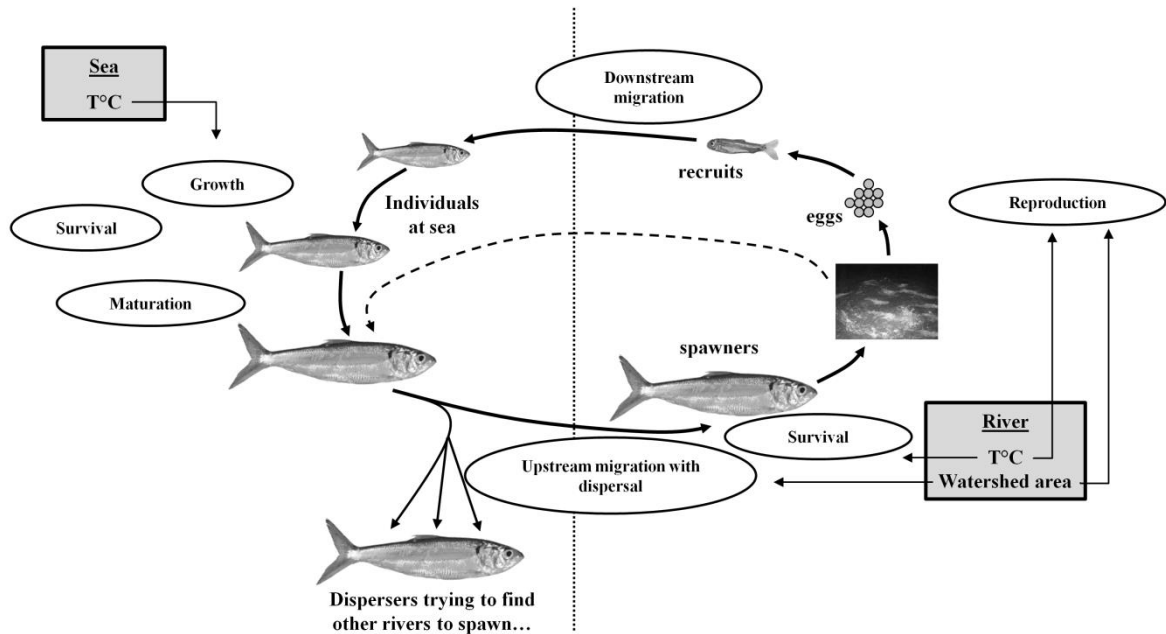 Sea
T°C
Downstream
migration
Growth
Individuals
at sea
recruits
eggs
Reproduction
Survival
Maturation
spawners
Survival
River
T°C
Watershed area
Upstream migration with
dispersal
Dispersers trying to find
other rivers to spawn…